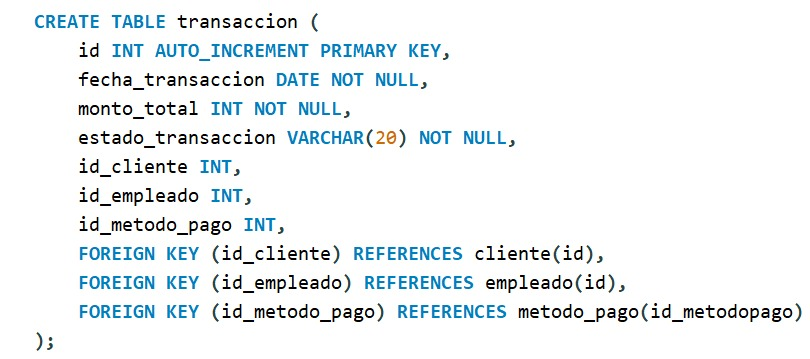 CREATE TABLE transaccion (
    id INT AUTO_INCREMENT PRIMARY KEY,
    fecha_transaccion DATE NOT NULL,
    monto_total INT NOT NULL,
    estado_transaccion VARCHAR(20) NOT NULL,
    id_cliente INT,
    id_empleado INT,
    id_metodo_pago INT,
    FOREIGN KEY (id_cliente) REFERENCES cliente(id),
    FOREIGN KEY (id_empleado) REFERENCES empleado(id),
    FOREIGN KEY (id_metodo_pago) REFERENCES metodo_pago(id_metodopago)
);